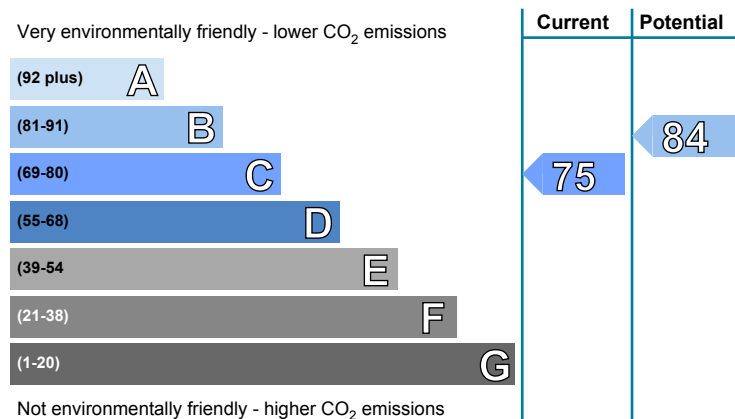 Very environmentally friendly - lower CO2 emissions
Current
Potential
(92 plus) A
(81-91) B
84
(69-80) C
75
(55-68) D
(39-54 E
(21-38) F
(1-20) G
Not environmentally friendly - higher CO2 emissions